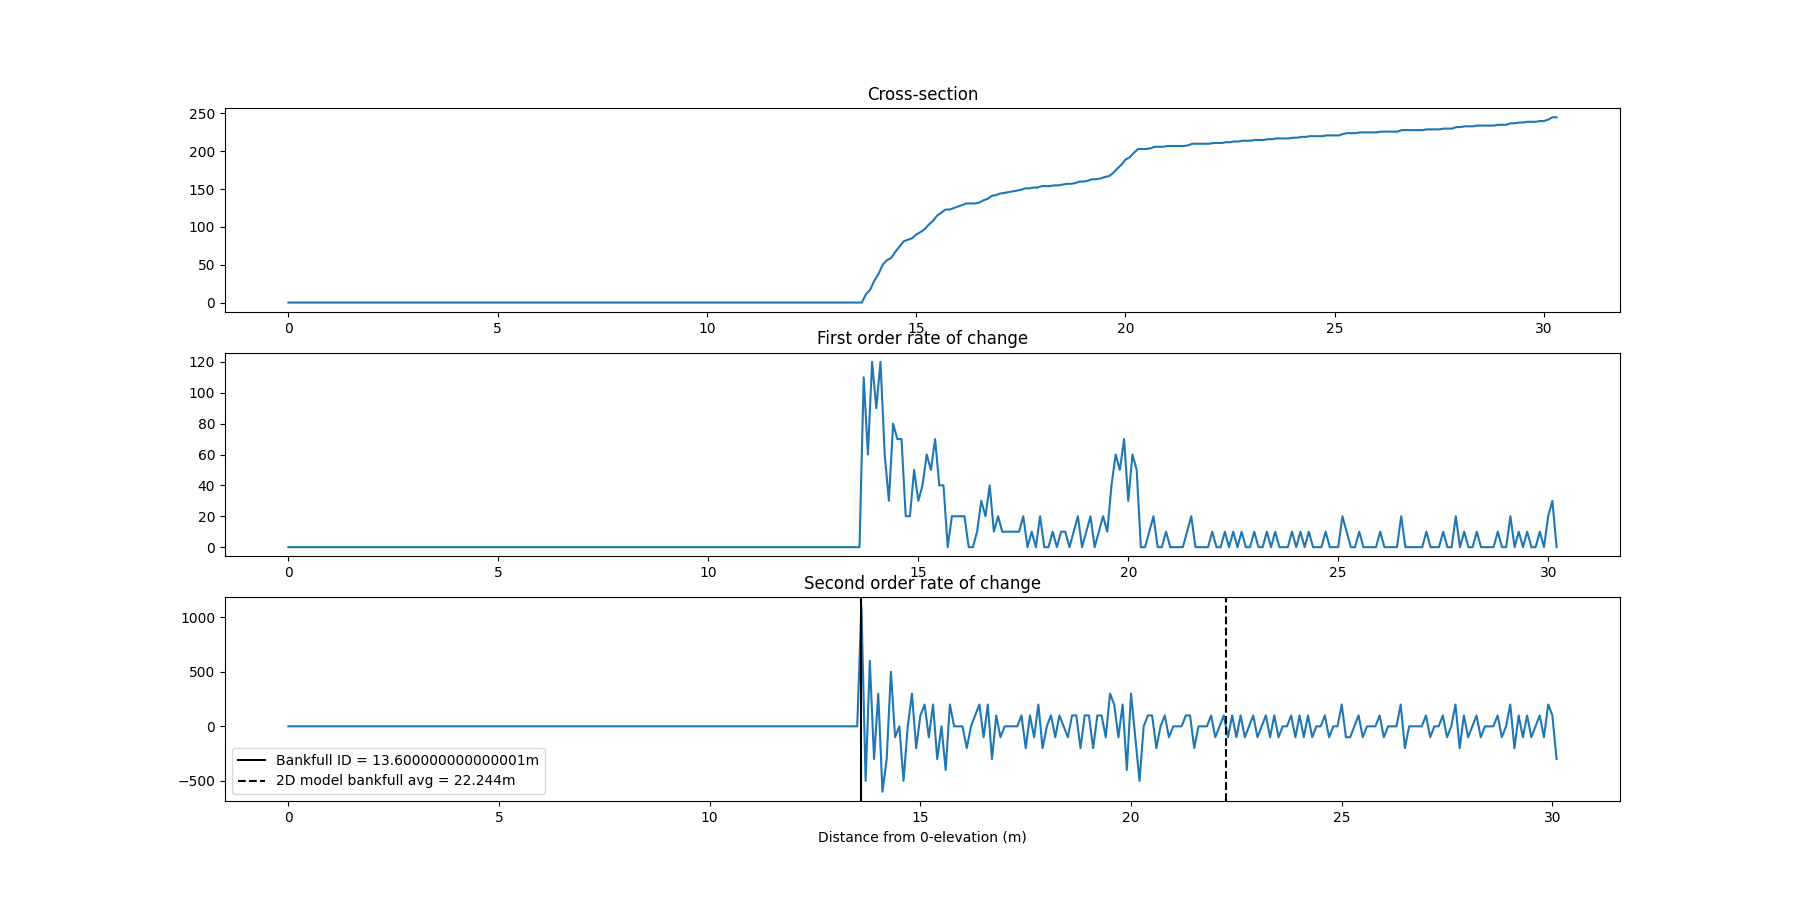 Cross-section
250
200
150
100
50
0
0 5 10 15 20 25 30
First order rate of change
120
100
80
60
40
20
0
0 5 10 15 20 25 30
Second order rate of change
1000
500
0
−500
Bankfull ID = 13.600000000000001m
2D model bankfull avg = 22.244m
0 5 10 15 20 25 30
Distance from 0-elevation (m)